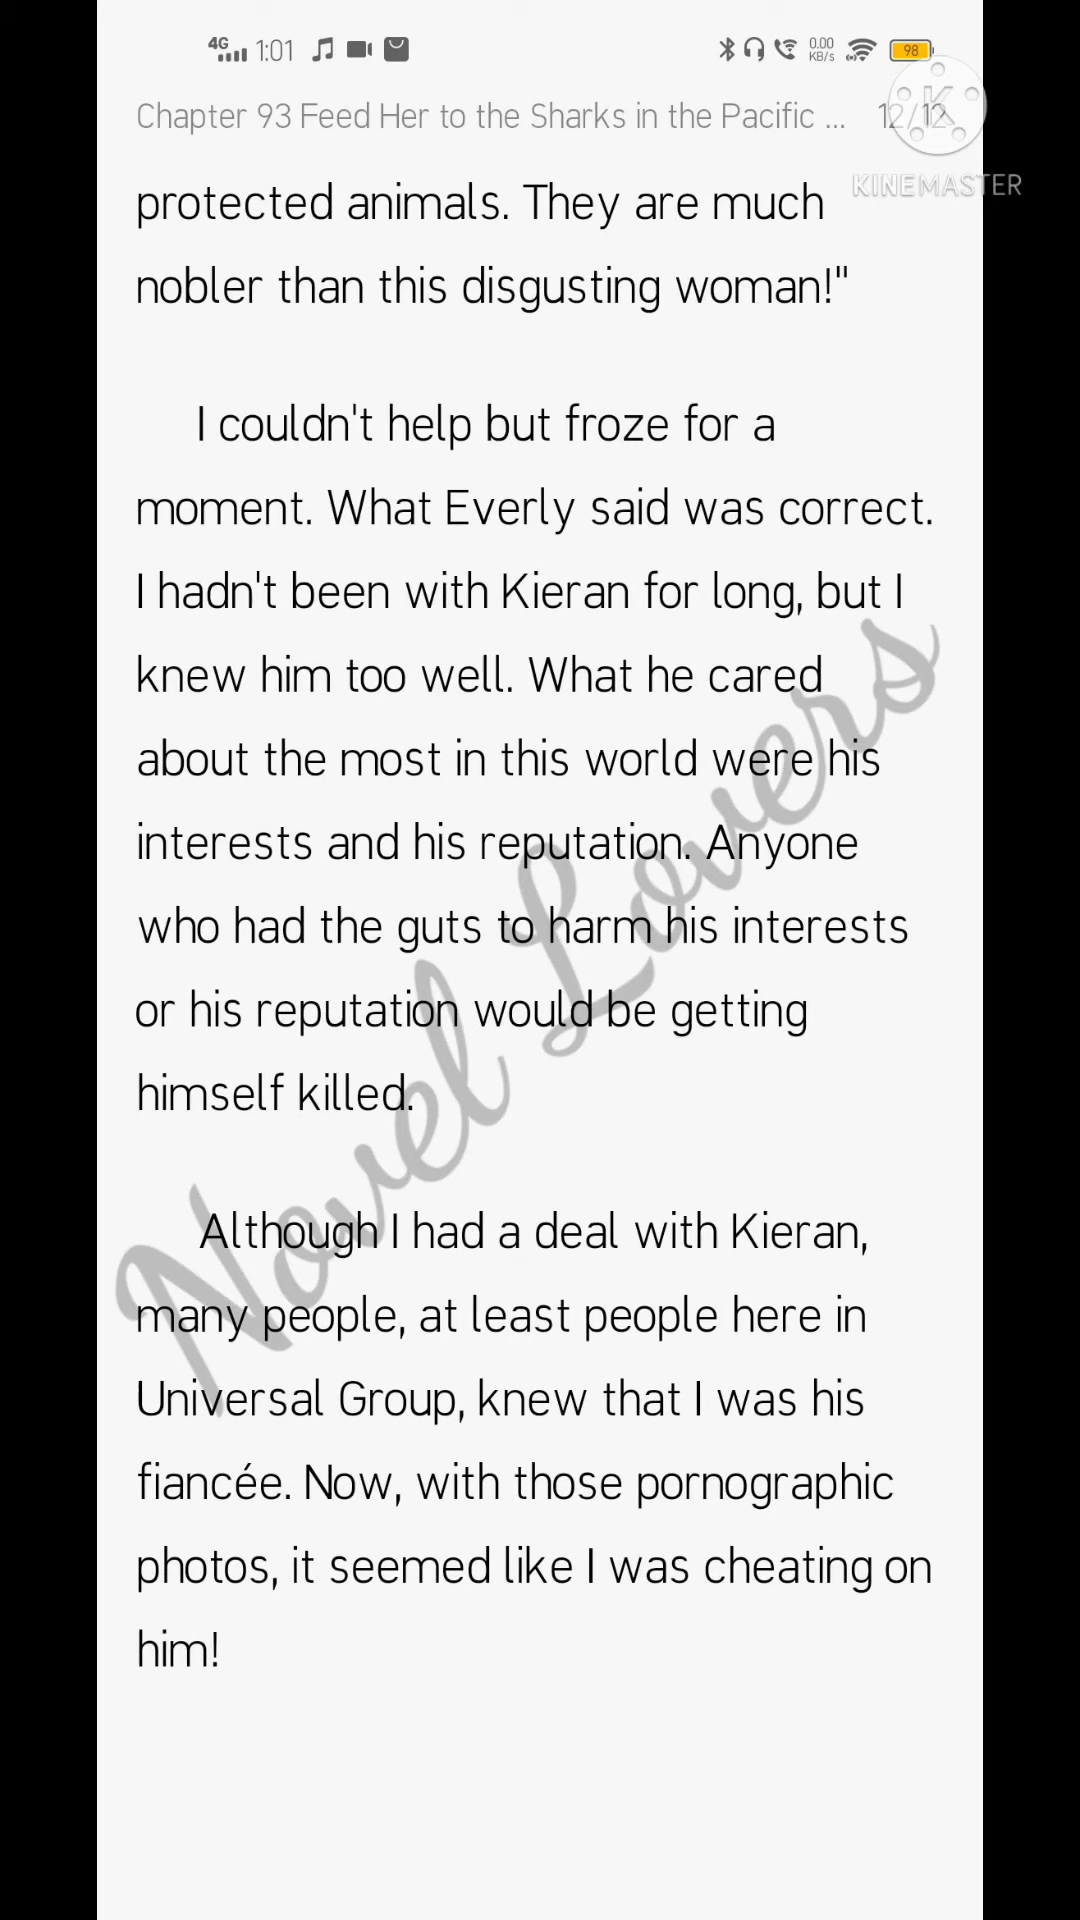 4G 1:01 0.00 KB/s 98
Chapter 93 Feed Her to the Sharks in the Pacific ... 12/12
KINEMASTER
protected animals. They are much
nobler than this disgusting woman!"
I couldn't help but froze for a
moment. What Everly said was correct.
I hadn't been with Kieran for long, but I
knew him too well. What he cared
about the most in this world were his
interests and his reputation. Anyone
who had the guts to harm his interests
or his reputation would be getting
himself killed.
Although I had a deal with Kieran,
many people, at least people here in
Universal Group, knew that I was his
fiancée. Now, with those pornographic
photos, it seemed like I was cheating on
him!
Novel Lovers